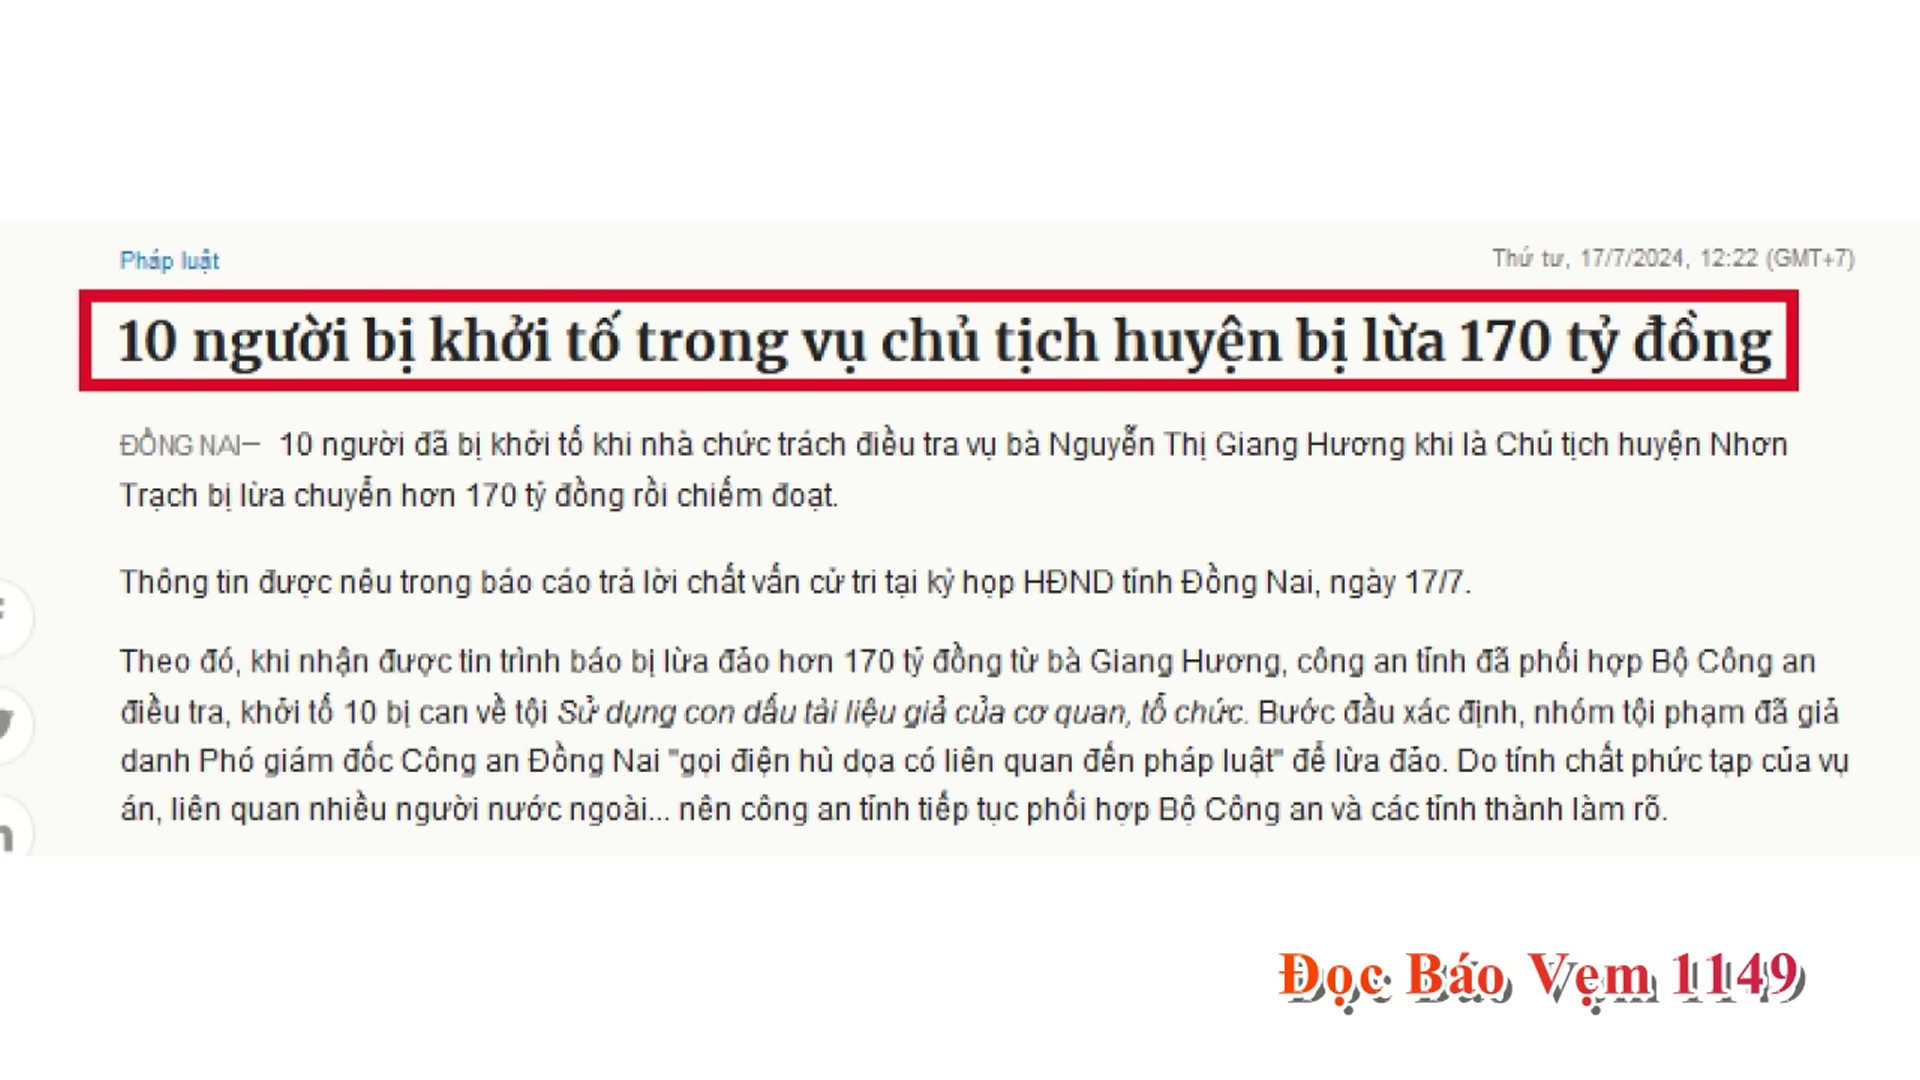 Pháp luật
Thứ tư, 17/7/2024, 12:22 (GMT+7)
10 người bị khởi tố trong vụ chủ tịch huyện bị lừa 170 tỷ đồng
ĐỒNG NAI– 10 người đã bị khởi tố khi nhà chức trách điều tra vụ bà Nguyễn Thị Giang Hương khi là Chủ tịch huyện Nhơn
Trạch bị lừa chuyển hơn 170 tỷ đồng rồi chiếm đoạt.
Thông tin được nêu trong báo cáo trả lời chất vấn cử tri tại kỳ họp HĐND tỉnh Đồng Nai, ngày 17/7.
Theo đó, khi nhận được tin trình báo bị lừa đảo hơn 170 tỷ đồng từ bà Giang Hương, công an tỉnh đã phối hợp Bộ Công an
điều tra, khởi tố 10 bị can về tội Sử dụng con dấu tài liệu giả của cơ quan, tổ chức. Bước đầu xác định, nhóm tội phạm đã giả
danh Phó giám đốc Công an Đồng Nai "gọi điện hù dọa có liên quan đến pháp luật" để lừa đảo. Do tính chất phức tạp của vụ
án, liên quan nhiều người nước ngoài... nên công an tỉnh tiếp tục phối hợp Bộ Công an và các tỉnh thành làm rõ.
Đọc Báo Vẹm 1149